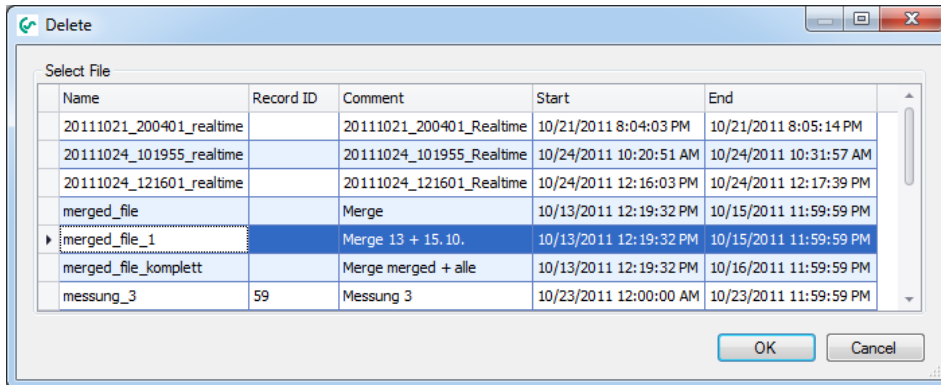 Delete
Select File
Name Record ID Comment Start End
20111021_200401_realtime 20111021_200401_Realtime 10/21/2011 8:04:03 PM 10/21/2011 8:05:14 PM
20111024_101955_realtime 20111024_101955_Realtime 10/24/2011 10:20:51 AM 10/24/2011 10:31:57 AM
20111024_121601_realtime 20111024_121601_Realtime 10/24/2011 12:16:03 PM 10/24/2011 12:17:39 PM
merged_file Merge 10/13/2011 12:19:32 PM 10/15/2011 11:59:59 PM
merged_file_1 Merge 13 + 15.10. 10/13/2011 12:19:32 PM 10/15/2011 11:59:59 PM
merged_file_komplett Merge merged + alle 10/13/2011 12:19:32 PM 10/16/2011 11:59:59 PM
messung_3 59 Messung 3 10/23/2011 12:00:00 AM 10/23/2011 11:59:59 PM
OK Cancel